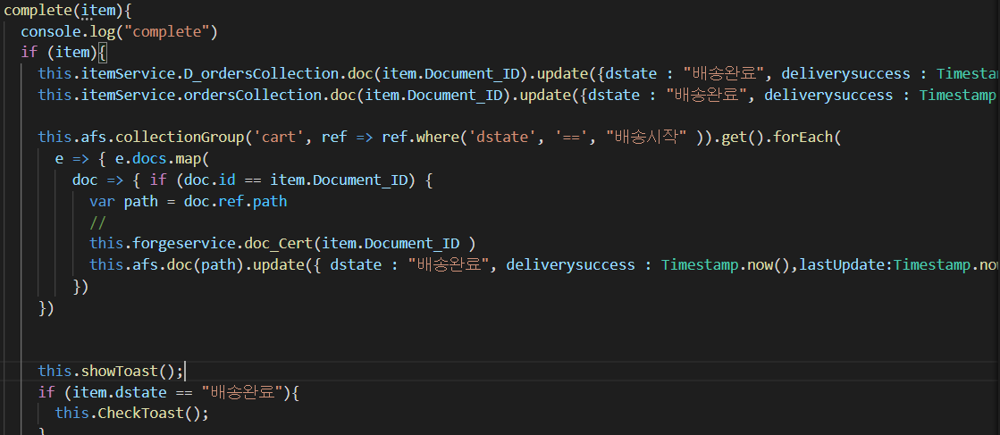 complete(item){
console.log("complete")
if (item){
this.itemService.D_ordersCollection.doc(item.Document_ID).update({dstate : "배송완료", deliverysuccess : Timestam
this.itemService.ordersCollection.doc(item.Document_ID).update({dstate : "배송완료", deliverysuccess : Timestamp
this.afs.collectionGroup('cart', ref => ref.where('dstate', '==', "배송시작" )).get().forEach(
e => { e.docs.map(
doc => { if (doc.id == item.Document_ID) {
var path = doc.ref.path
//
this.forgeservice.doc_Cert(item.Document_ID )
this.afs.doc(path).update({ dstate : "배송완료", deliverysuccess : Timestamp.now(),lastUpdate:Timestamp.no
})
})
this.showToast();
if (item.dstate == "배송완료"){
this.CheckToast();
}